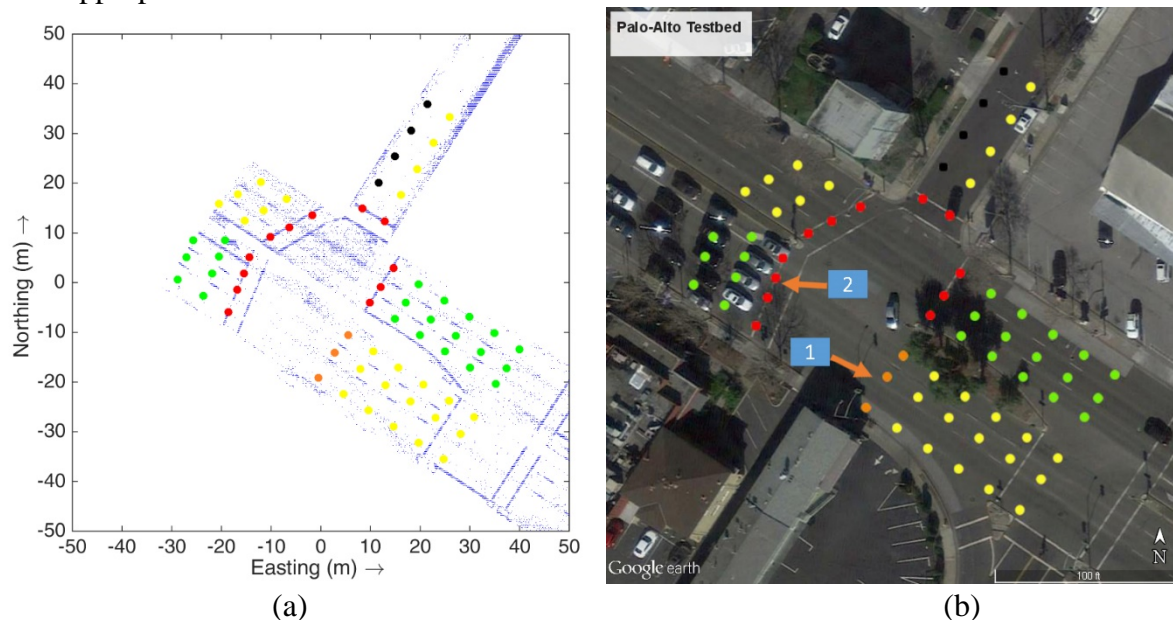 50
40
30
20
10
0
-10
-20
-30
-40
-50
Northing (m) →
-50 -40 -30 -20 -10 0 10 20 30 40 50
Easting (m) →
(a)
Palo-Alto Testbed
2
1
Google earth
N
100 ft
(b)